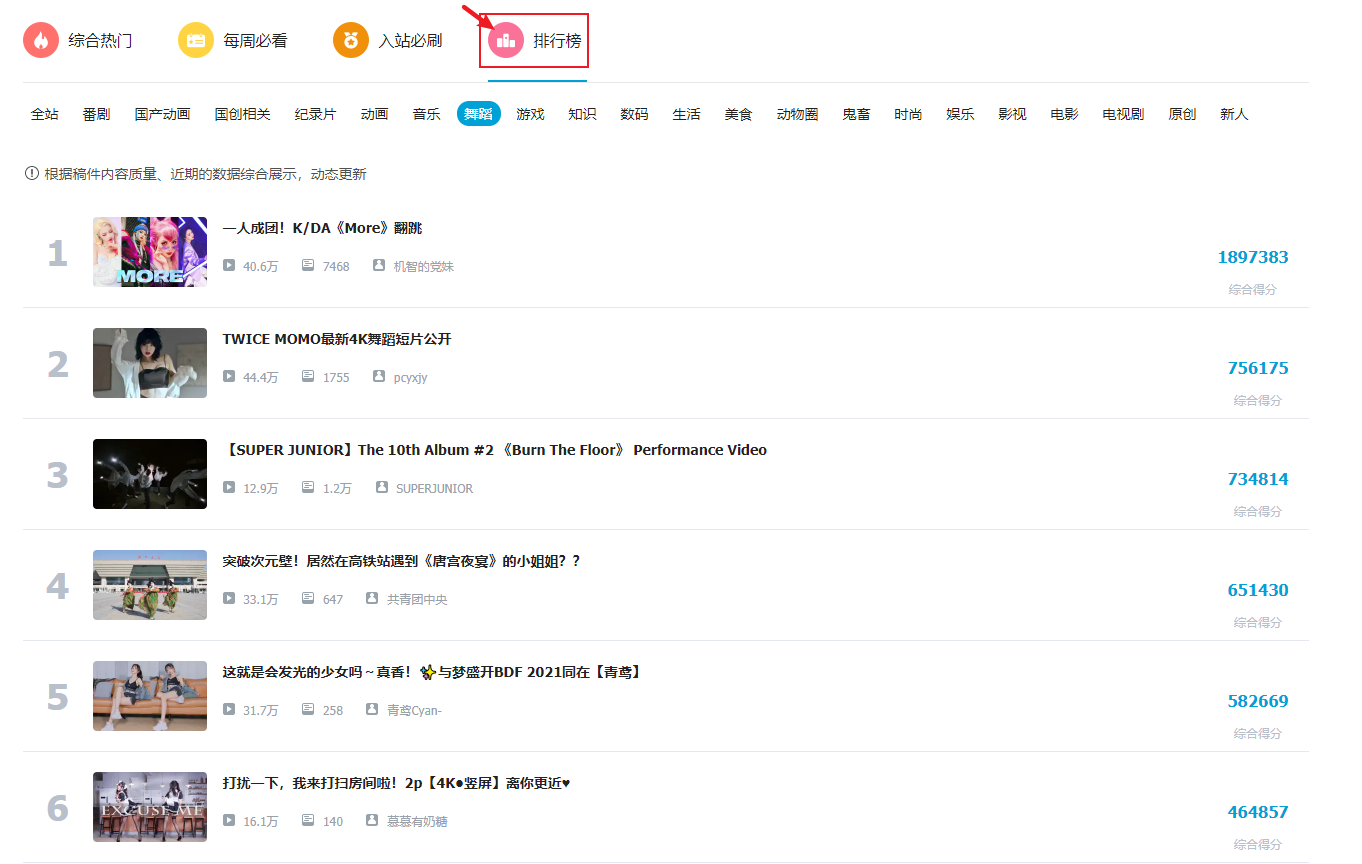 综合热门 每周必看 入站必刷 排行榜
全站 番剧 国产动画 国创相关 纪录片 动画 音乐 舞蹈 游戏 知识 数码 生活 美食 动物圈 鬼畜 时尚 娱乐 影视 电影 电视剧 原创 新人
根据稿件内容质量、近期的数据综合展示，动态更新
1
MORE
一人成团！K/DA《More》翻跳
40.6万 7468 机智的党妹
1897383
综合得分
2
TWICE MOMO最新4K舞蹈短片公开
44.4万 1755 pcyxjy
756175
综合得分
3
【SUPER JUNIOR】The 10th Album #2 《Burn The Floor》 Performance Video
12.9万 1.2万 SUPERJUNIOR
734814
综合得分
4
突破次元壁！居然在高铁站遇到《唐宫夜宴》的小姐姐？？
33.1万 647 共青团中央
651430
综合得分
5
这就是会发光的少女吗～真香！✨与梦盛开BDF 2021同在【青鸢】
31.7万 258 青鸢Cyan-
582669
综合得分
6
EXCUSE ME
打扰一下，我来打扫房间啦！2p【4K●竖屏】离你更近♥
16.1万 140 慕慕有奶糖
464857
综合得分